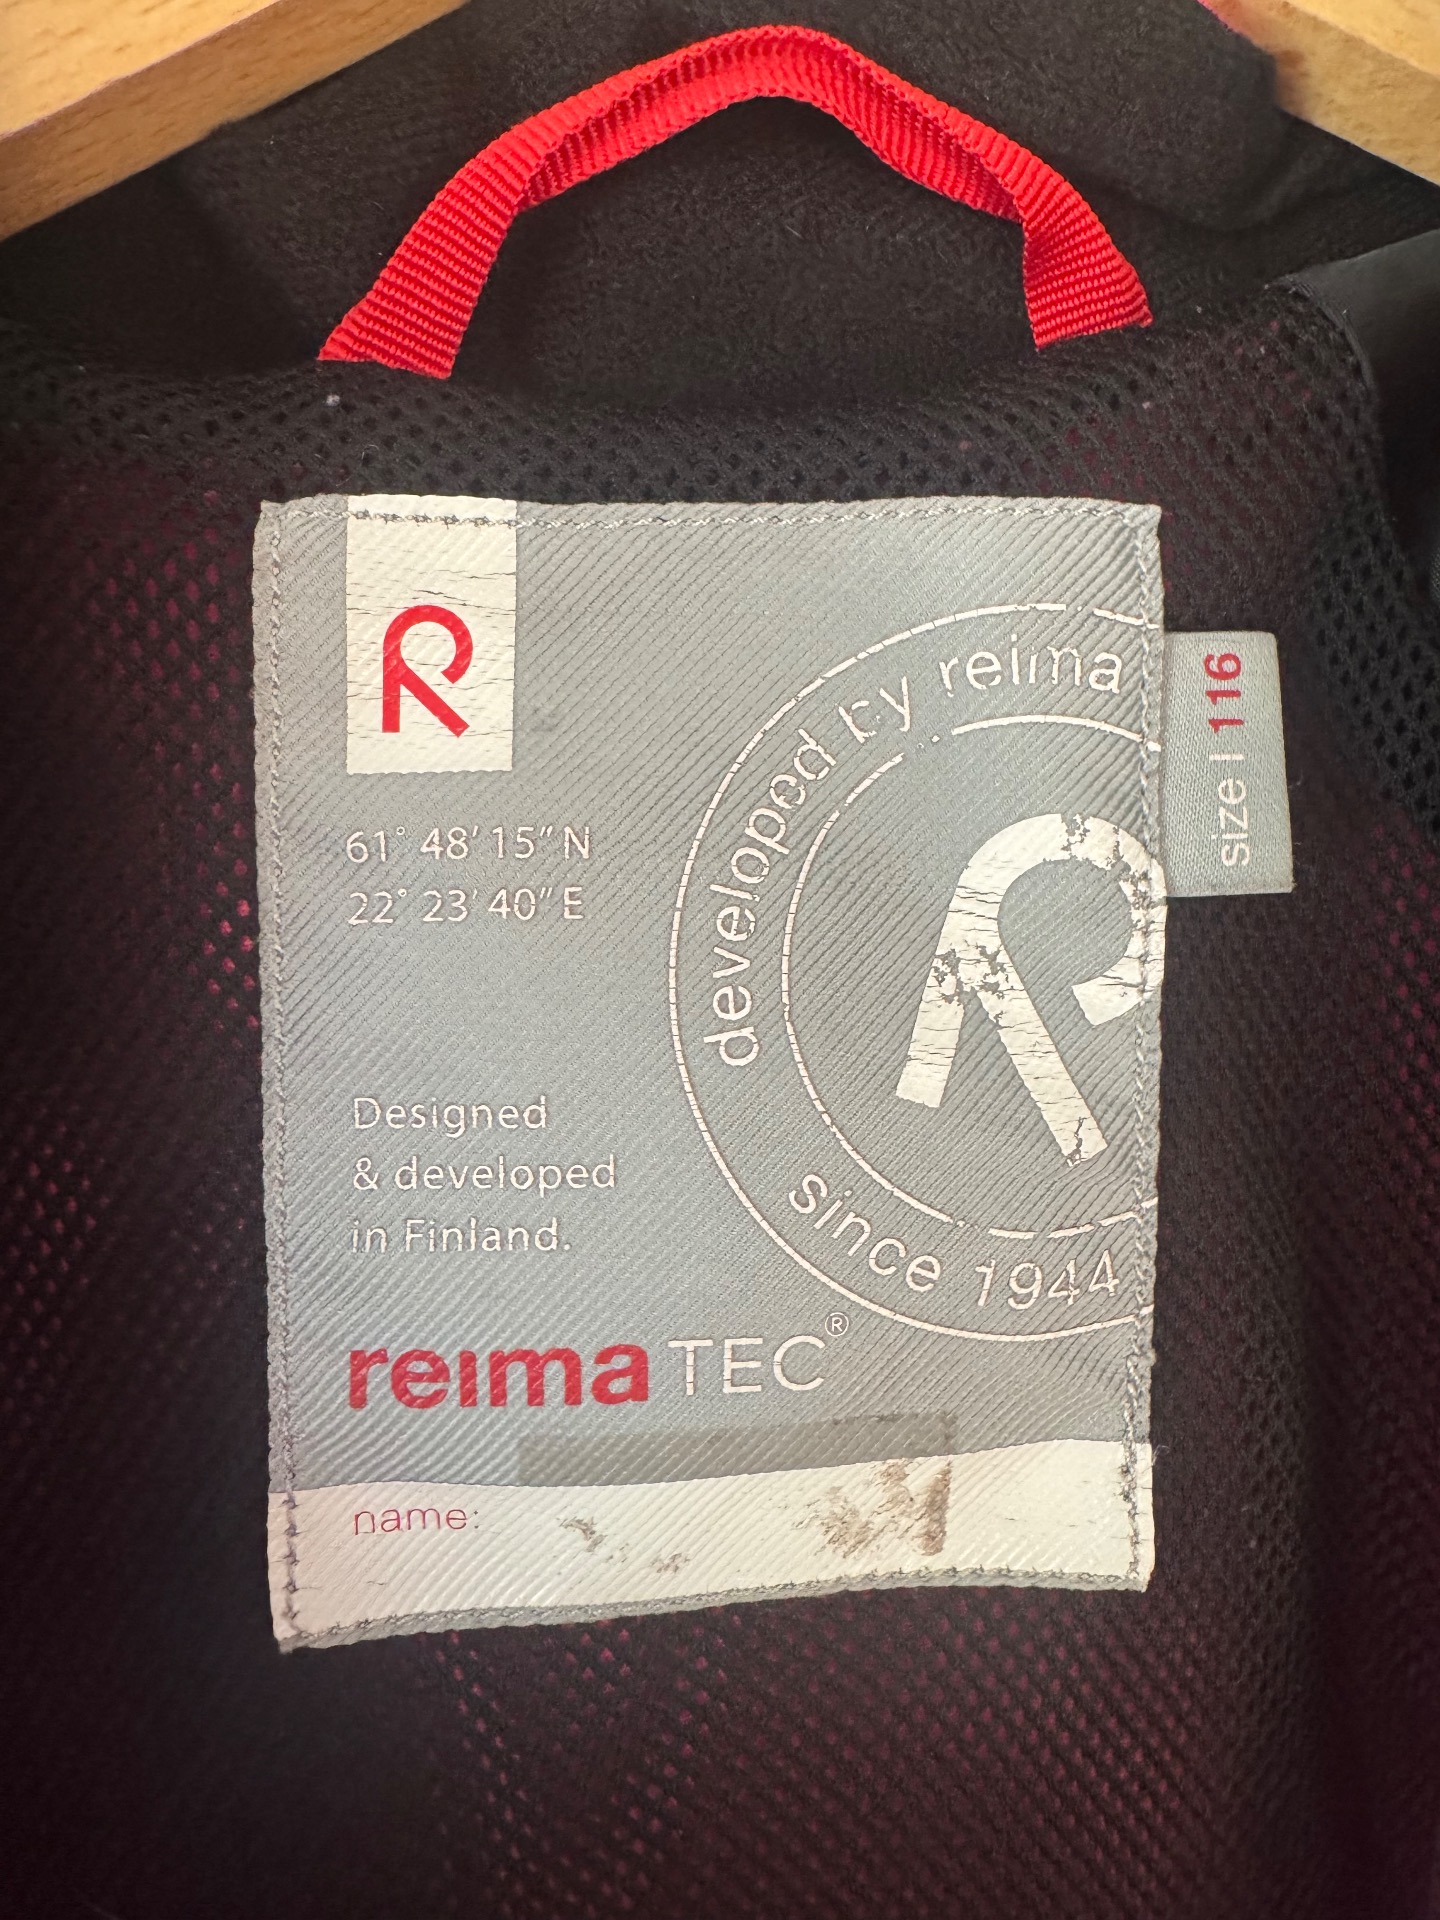 R
61° 48' 15" N
22° 23' 40" E
developed by reima
R
since 1944
size | 116
Designed
& developed
in Finland.
reima TEC®
name: